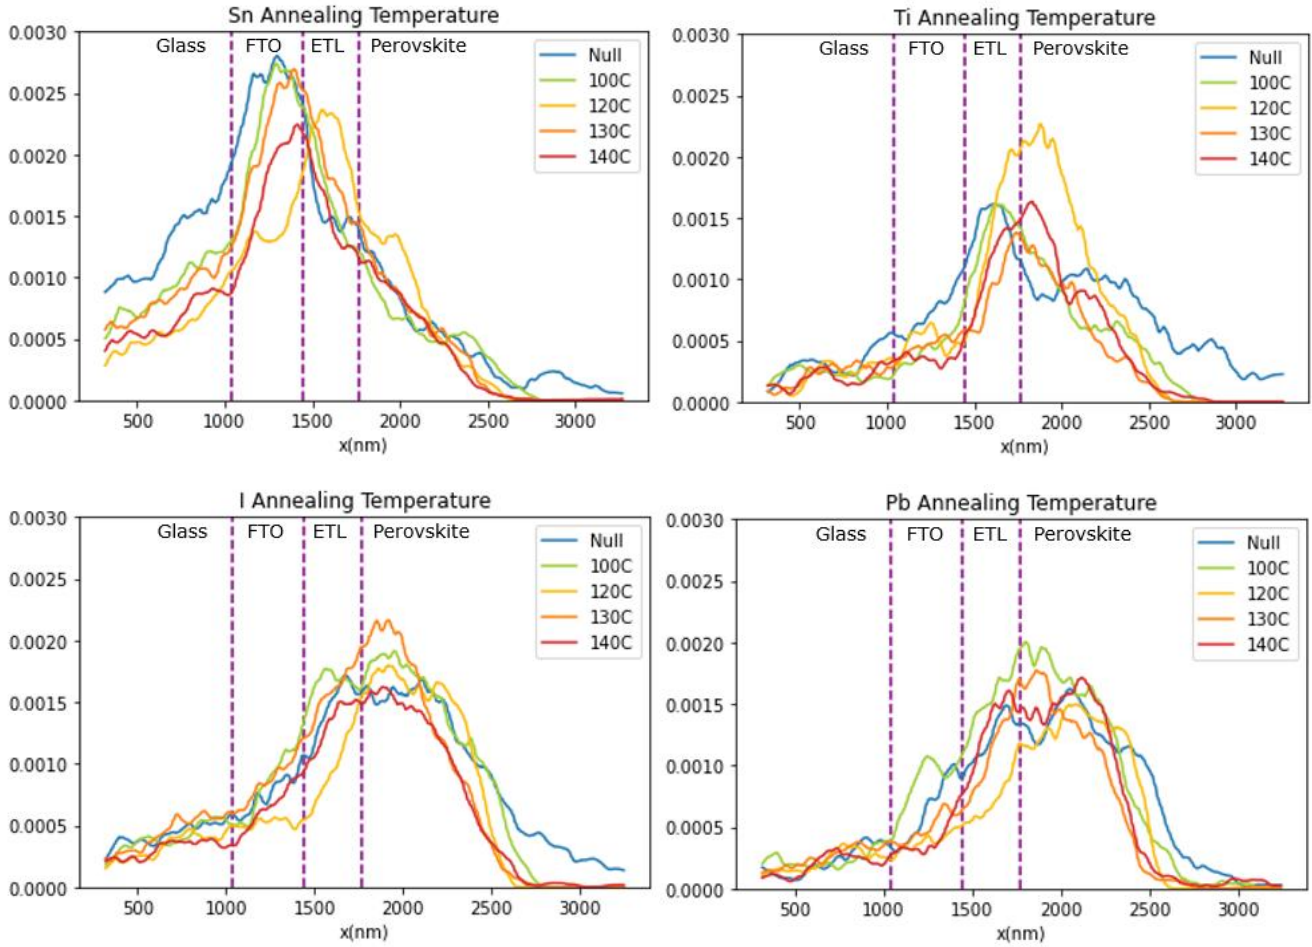 Sn Annealing Temperature
0.0030
0.0025
0.0020
0.0015
0.0010
0.0005
0.0000
Glass FTO ETL Perovskite
Null
100C
120C
130C
140C
500 1000 1500 2000 2500 3000
x(nm)
Ti Annealing Temperature
0.0030
0.0025
0.0020
0.0015
0.0010
0.0005
0.0000
Glass FTO ETL Perovskite
Null
100C
120C
130C
140C
500 1000 1500 2000 2500 3000
x(nm)
I Annealing Temperature
0.0030
0.0025
0.0020
0.0015
0.0010
0.0005
0.0000
Glass FTO ETL Perovskite
Null
100C
120C
130C
140C
500 1000 1500 2000 2500 3000
x(nm)
Pb Annealing Temperature
0.0030
0.0025
0.0020
0.0015
0.0010
0.0005
0.0000
Glass FTO ETL Perovskite
Null
100C
120C
130C
140C
500 1000 1500 2000 2500 3000
x(nm)